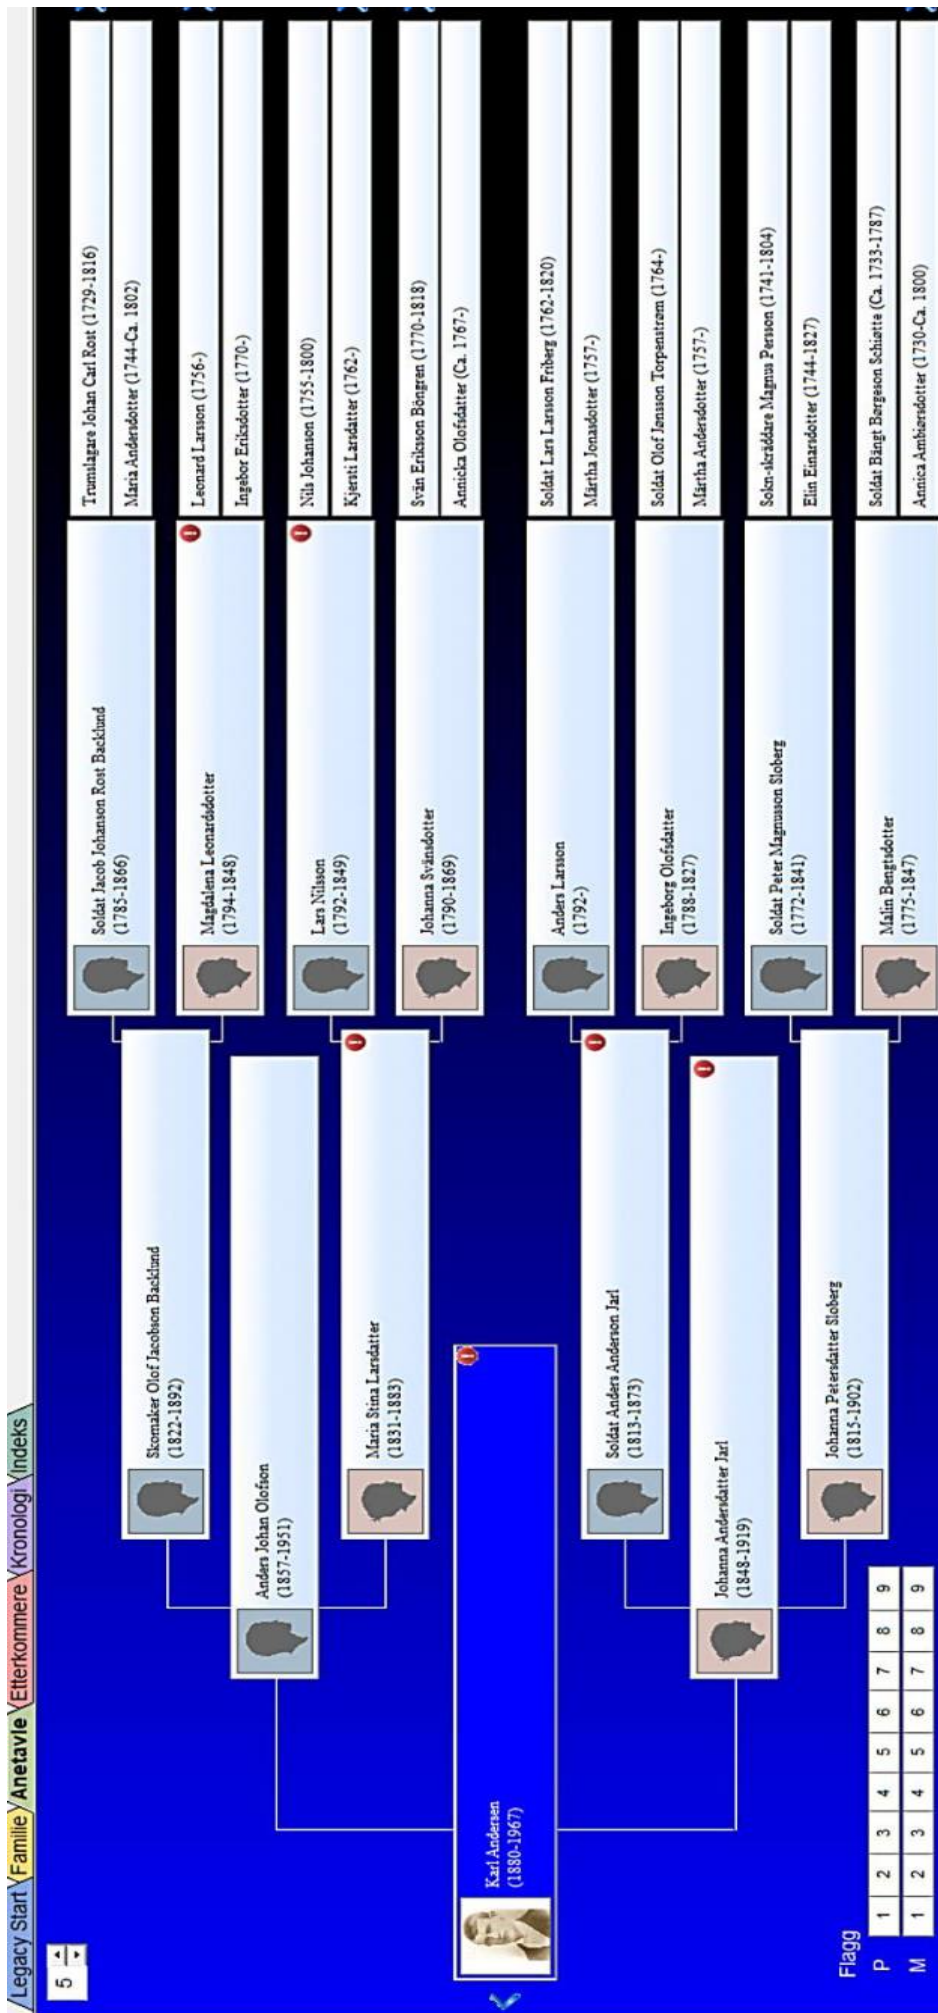 Legacy Start
Familie
Anetavle
Etterkommere
Kronologi
Indeks
5
Trumslagare Johan Carl Rost (1729-1816)
Maria Andersdotter (1744-Ca. 1802)
Soldat Jacob Johanson Rost Backlund
(1785-1866)
Leonard Larsson (1756-)
Ingebor Eriksdotter (1770-)
Magdalena Leonardsdotter
(1794-1848)
Skomaker Olof Jacobson Backlund
(1822-1892)
Anders Johan Olofson
(1857-1951)
Nils Johanson (1755-1800)
Kjersti Larsdatter (1762-)
Lars Nilsson
(1792-1849)
Maria Stina Larsdatter
(1831-1883)
Svän Erikson Böngren (1770-1818)
Annicka Olofsdatter (Ca. 1767-)
Johanna Svänsdotter
(1790-1869)
Karl Andersen
(1880-1967)
Soldat Lars Larsson Friberg (1762-1820)
Märtha Jonasdotter (1757-)
Anders Larsson
(1792-)
Soldat Anders Anderson Jarl
(1813-1873)
Soldat Olof Jønsson Torpenstrøm (1764-)
Märtha Andersdotter (1757-)
Ingeborg Olofsdatter
(1788-1827)
Johanna Andersdatter Jarl
(1848-1919)
Sokn-skräddare Magnus Persson (1741-1804)
Elin Einarsdotter (1744-1827)
Soldat Peter Magnusson Sloberg
(1772-1841)
Johanna Petersdatter Sloberg
(1815-1902)
Soldat Bängt Børgeson Schiøtte (Ca. 1733-1787)
Annica Ambiørsdotter (1730-Ca. 1800)
Malin Bengtsdotter
(1775-1847)
Flagg
P 1 2 3 4 5 6 7 8 9
M 1 2 3 4 5 6 7 8 9